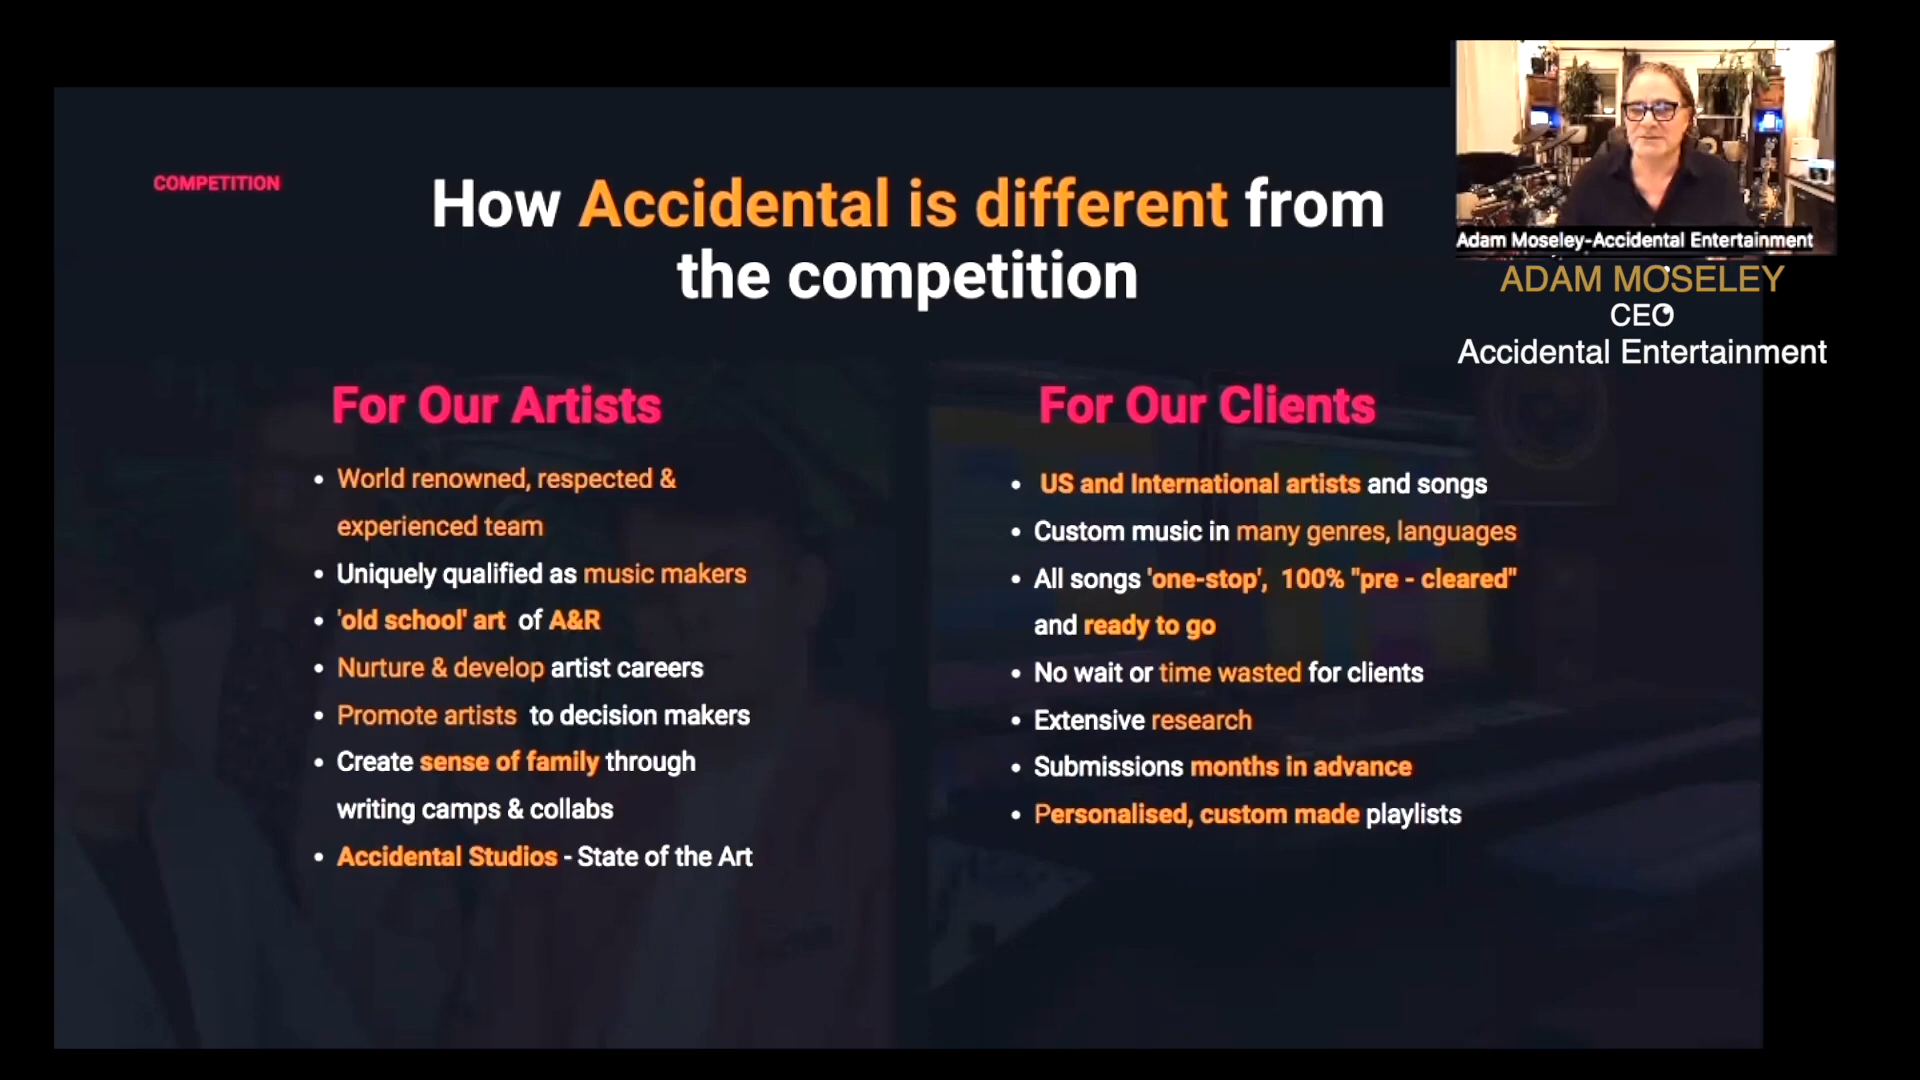 COMPETITION
How Accidental is different from
the competition
Adam Moseley-Accidental Entertainment
ADAM MOSELEY
CEO
Accidental Entertainment
For Our Artists
• World renowned, respected &
experienced team
• Uniquely qualified as music makers
• 'old school' art of A&R
• Nurture & develop artist careers
• Promote artists to decision makers
• Create sense of family through
writing camps & collabs
• Accidental Studios - State of the Art
For Our Clients
• US and International artists and songs
• Custom music in many genres, languages
• All songs 'one-stop', 100% "pre - cleared"
and ready to go
• No wait or time wasted for clients
• Extensive research
• Submissions months in advance
• Personalised, custom made playlists